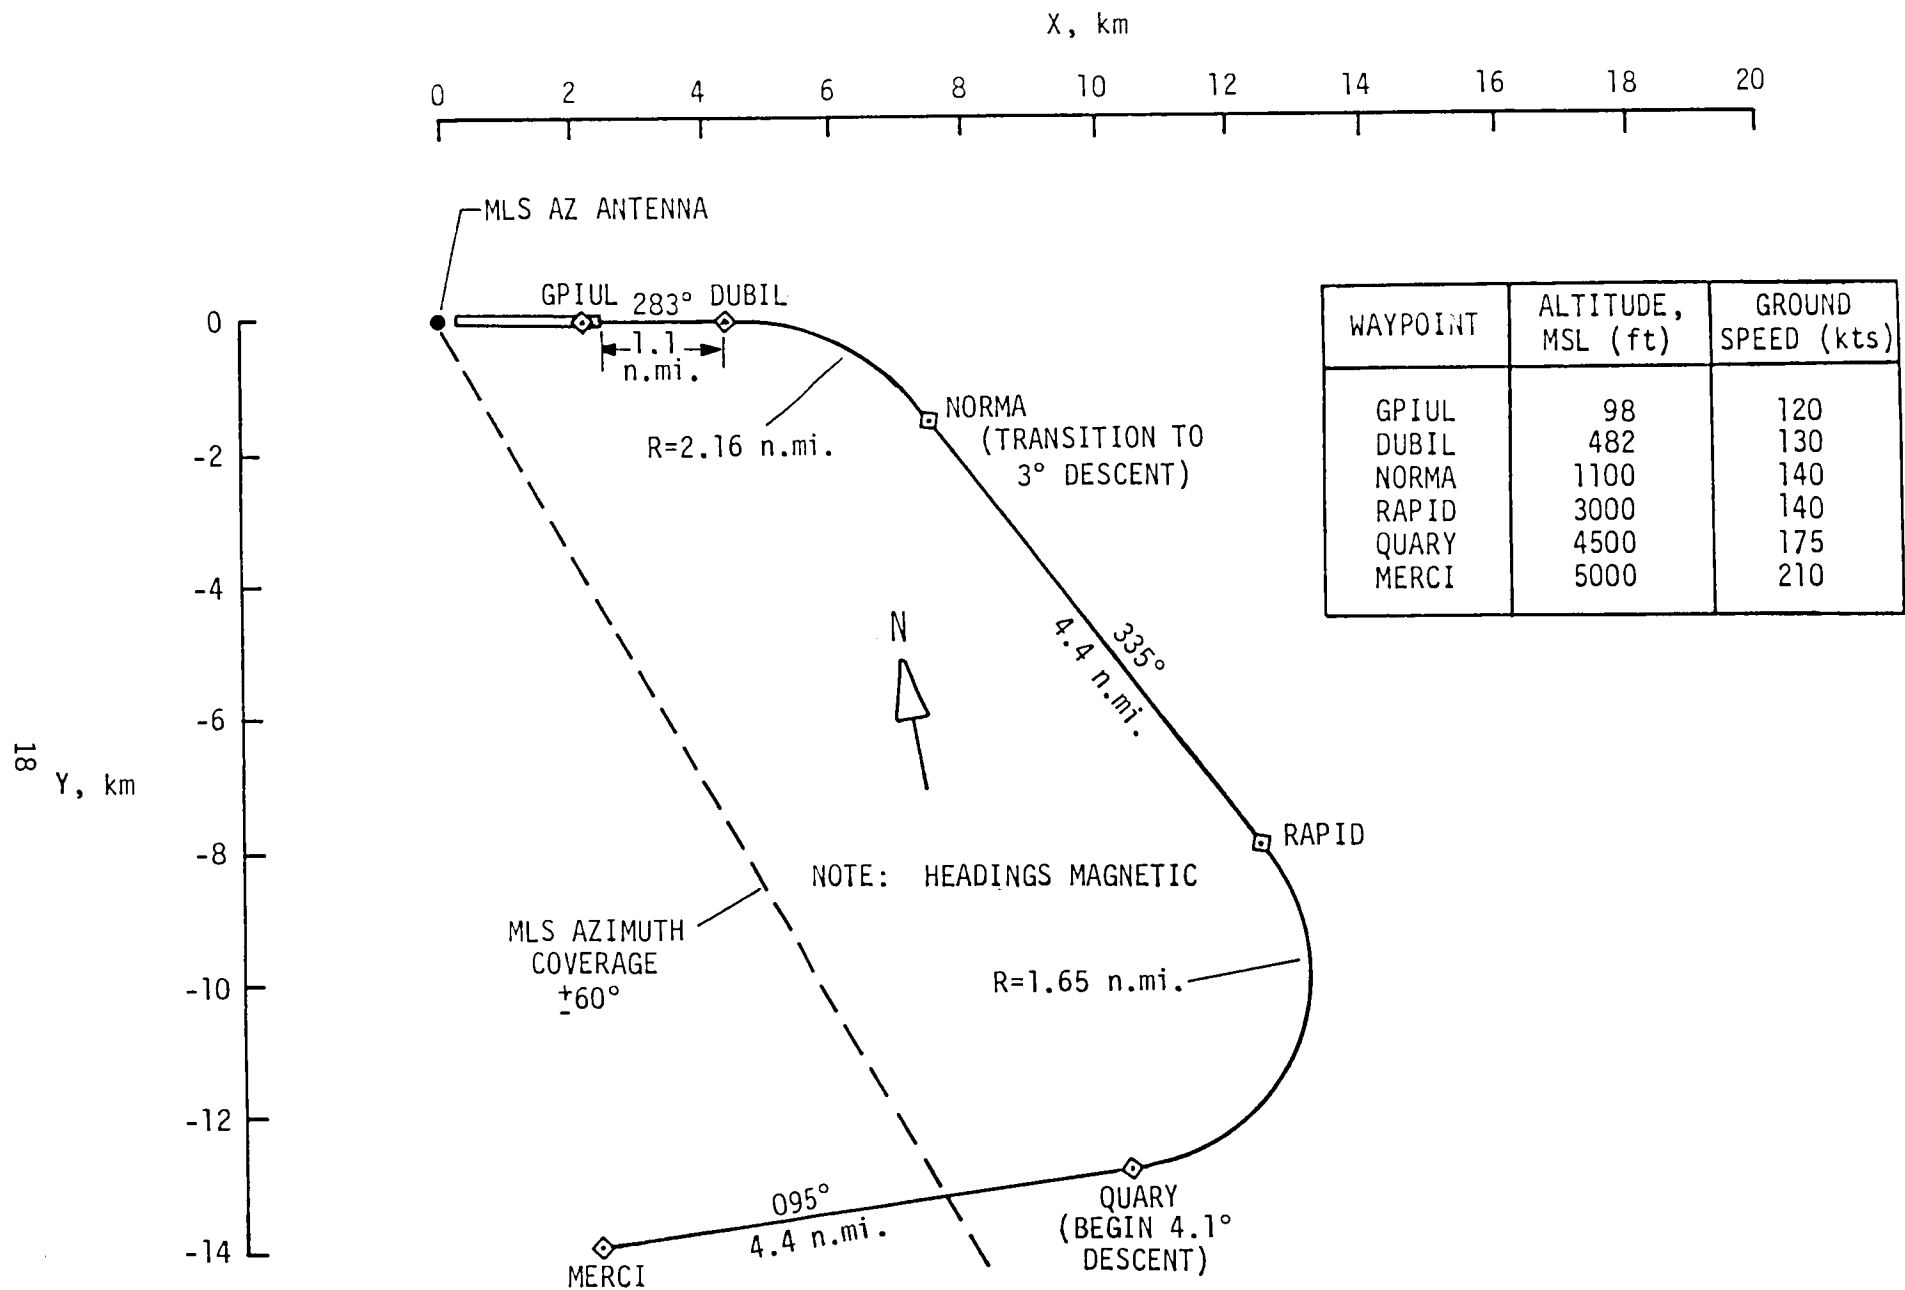 X, km
0 2 4 6 8 10 12 14 16 18 20
MLS AZ ANTENNA
GPIUL 283° DUBIL
1.1
n.mi.
R=2.16 n.mi.
NORMA
(TRANSITION TO
3° DESCENT)
WAYPOINT
ALTITUDE,
MSL (ft)
GROUND
SPEED (kts)
GPIUL 98 120
DUBIL 482 130
NORMA 1100 140
RAPID 3000 140
QUARY 4500 175
MERCI 5000 210
0
-2
-4
-6
-8
-10
-12
-14
Y, km
18
N
335°
4.4 n.mi.
RAPID
NOTE: HEADINGS MAGNETIC
MLS AZIMUTH
COVERAGE
±60°
R=1.65 n.mi.
095°
4.4 n.mi.
QUARY
(BEGIN 4.1°
DESCENT)
MERCI